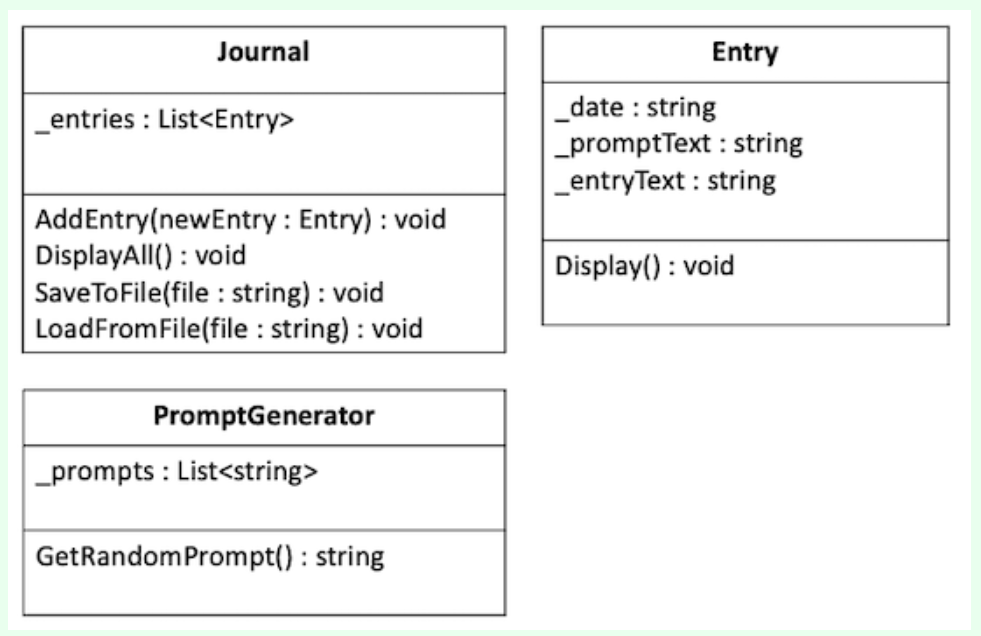 Journal
_entries : List<Entry>
AddEntry(newEntry : Entry) : void
DisplayAll() : void
SaveToFile(file : string) : void
LoadFromFile(file : string) : void
Entry
_date : string
_promptText : string
_entryText : string
Display() : void
PromptGenerator
_prompts : List<string>
GetRandomPrompt() : string